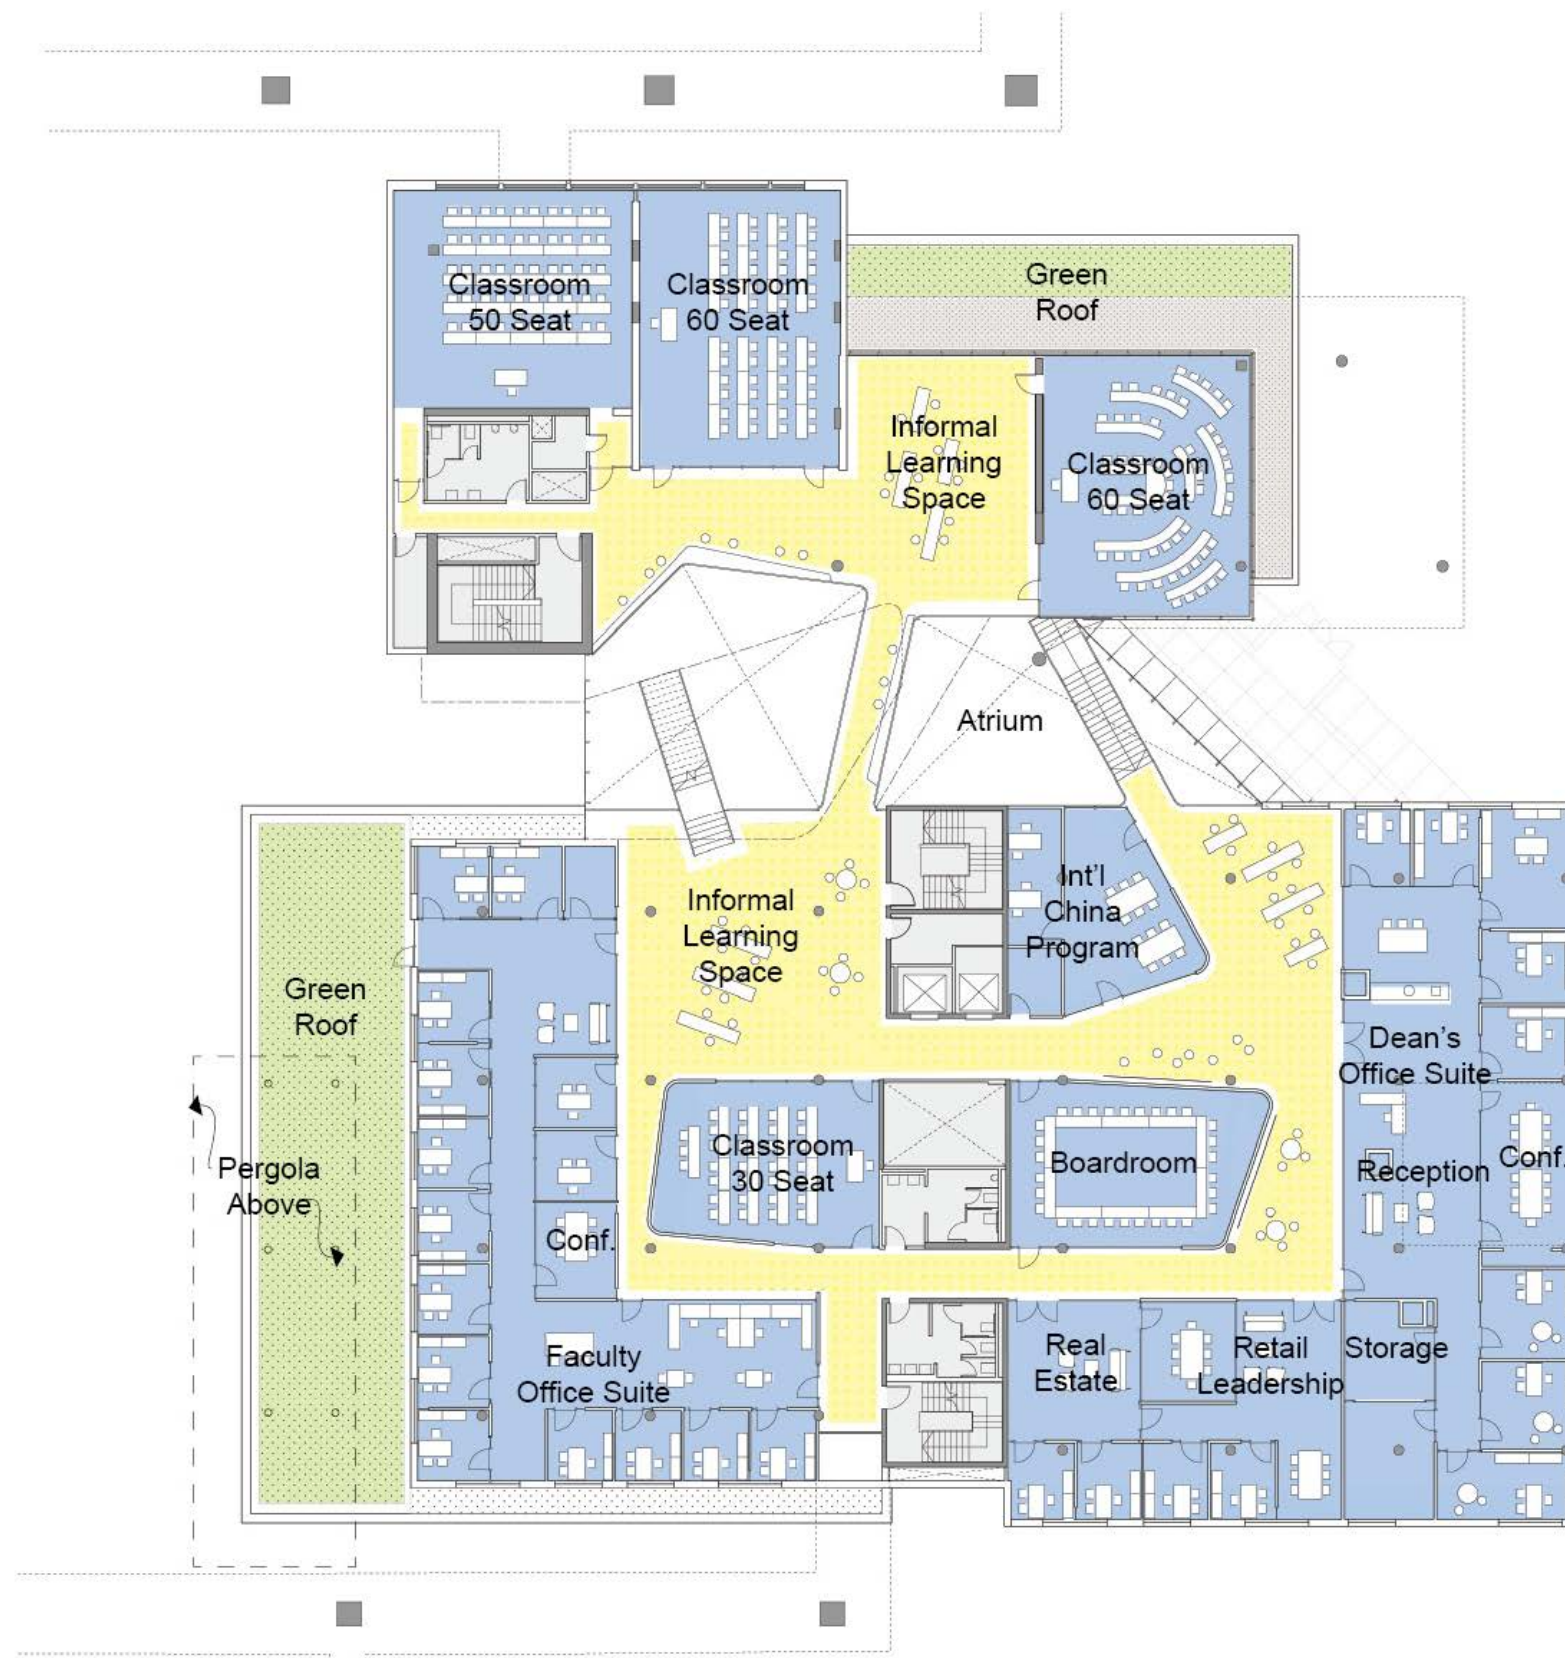 Classroom
50 Seat
Classroom
60 Seat
Green
Roof
Informal
Learning
Space
Classroom
60 Seat
Atrium
Int'l
China
Program
Informal
Learning
Space
Green
Roof
Dean's
Office Suite
Classroom
30 Seat
Boardroom
Reception
Conf.
Pergola
Above
Conf.
Faculty
Office Suite
Real
Estate
Retail
Leadership
Storage